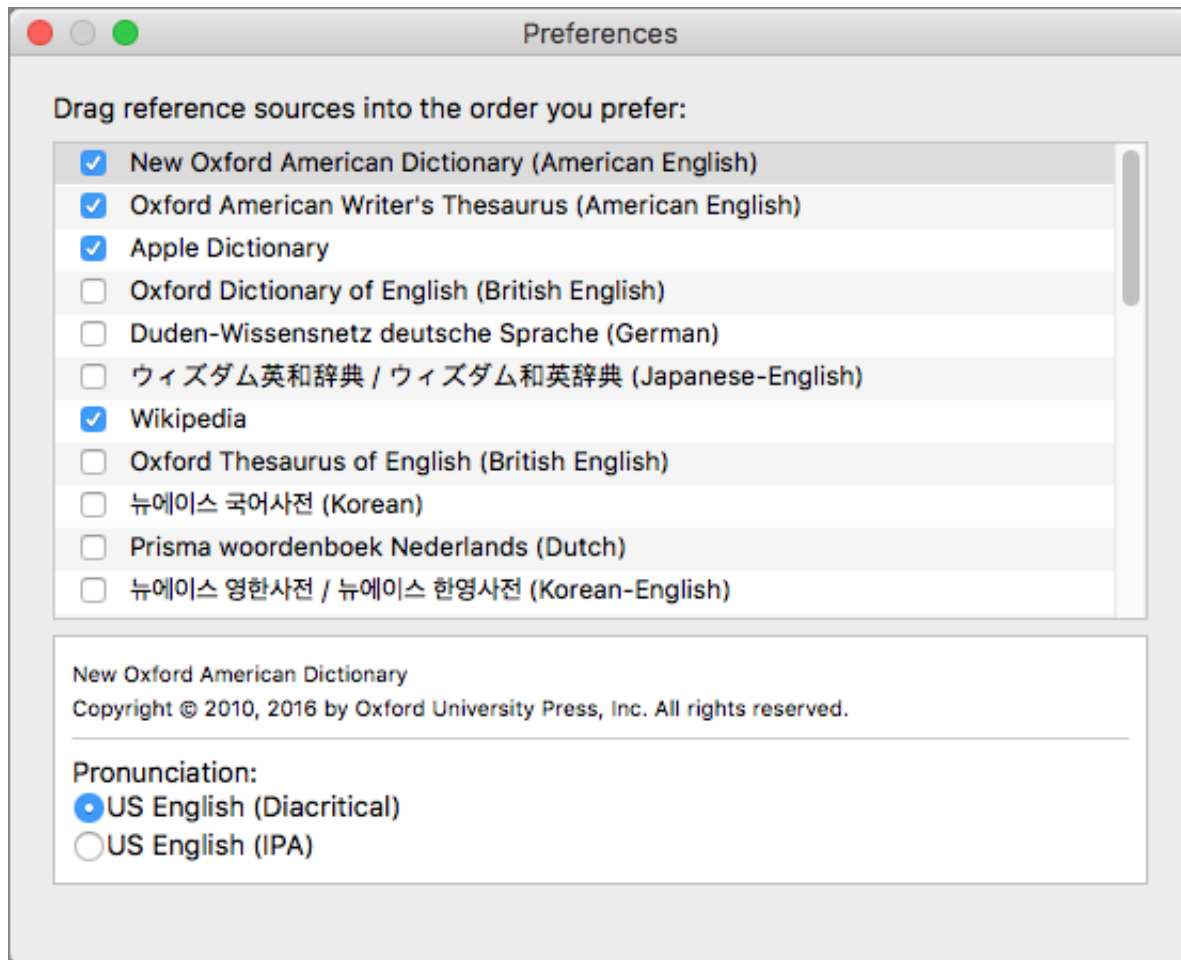 Preferences
Drag reference sources into the order you prefer:
New Oxford American Dictionary (American English)
Oxford American Writer's Thesaurus (American English)
Apple Dictionary
Oxford Dictionary of English (British English)
Duden-Wissensnetz deutsche Sprache (German)
ウィズダム英和辞典 / ウィズダム和英辞典 (Japanese-English)
Wikipedia
Oxford Thesaurus of English (British English)
뉴에이스 국어사전 (Korean)
Prisma woordenboek Nederlands (Dutch)
뉴에이스 영한사전 / 뉴에이스 한영사전 (Korean-English)
New Oxford American Dictionary
Copyright © 2010, 2016 by Oxford University Press, Inc. All rights reserved.
Pronunciation:
US English (Diacritical)
US English (IPA)